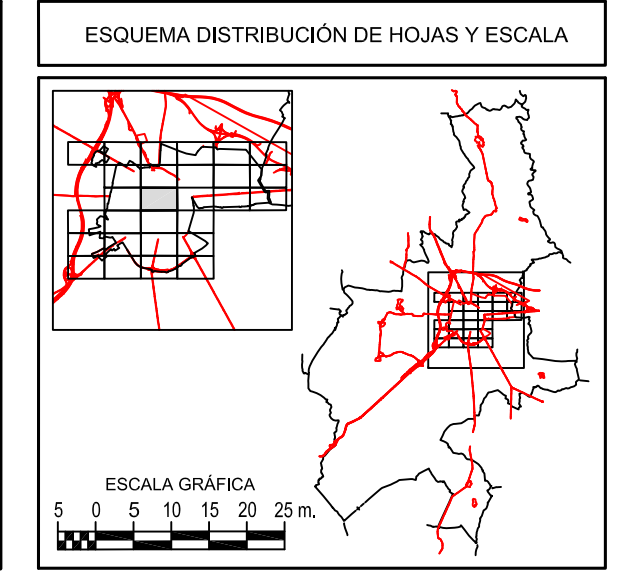 ESQUEMA DISTRIBUCIÓN DE HOJAS Y ESCALA
ESCALA GRÁFICA
5 0 5 10 15 20 25 m.